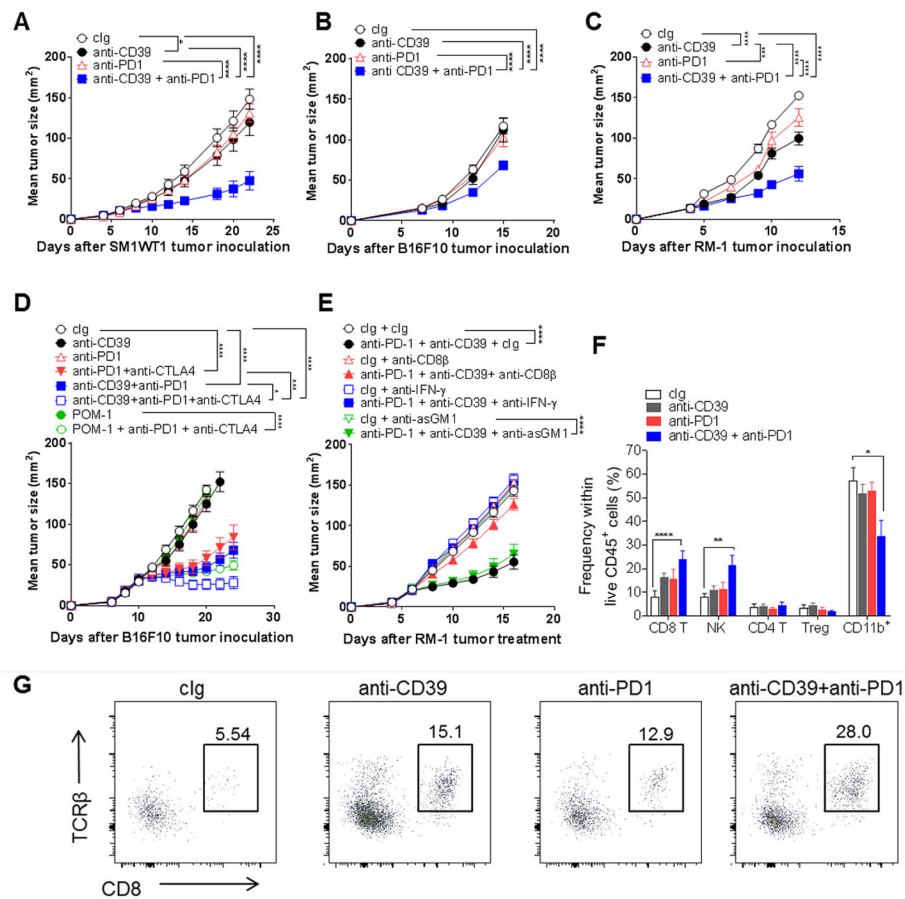 A
cIg
anti-CD39
anti-PD1
anti-CD39 + anti-PD1
*
****
****
****
Mean tumor size (mm²)
200
150
100
50
0
0 5 10 15 20 25
Days after SM1WT1 tumor inoculation
B
cIg
anti-CD39
anti-PD1
anti CD39 + anti-PD1
****
****
****
Mean tumor size (mm²)
200
150
100
50
0
0 5 10 15 20
Days after B16F10 tumor inoculation
C
cIg
anti-CD39
anti-PD1
anti-CD39 + anti-PD1
Mean tumor size (mm²)
200
150
100
50
0
0 5 10 15
Days after RM-1 tumor inoculation
D
cIg
anti-CD39
anti-PD1
anti-PD1+anti-CTLA4
anti-CD39+anti-PD1
anti-CD39+anti-PD1+anti-CTLA4
POM-1
POM-1 + anti-PD1 + anti-CTLA4
Mean tumor size (mm²)
200
150
100
50
0
0 10 20 30
Days after B16F10 tumor inoculation
E
cIg + cIg
anti-PD-1 + anti-CD39 + cIg
cIg + anti-CD8β
anti-PD-1 + anti-CD39+ anti-CD8β
cIg + anti-IFN-γ
anti-PD-1 + anti-CD39 + anti-IFN-γ
cIg + anti-asGM1
anti-PD-1 + anti-CD39 + anti-asGM1
****
****
Mean tumor size (mm²)
200
150
100
50
0
0 5 10 15
Days after RM-1 tumor treatment
F
cIg
anti-CD39
anti-PD1
anti-CD39 + anti-PD1
Frequency within
live CD45⁺ cells (%)
70
60
50
40
30
20
10
0
****
**
*
CD8 T NK CD4 T Treg CD11b⁺
G
cIg
anti-CD39
anti-PD1
anti-CD39+anti-PD1
5.54
15.1
12.9
28.0
TCRβ
CD8